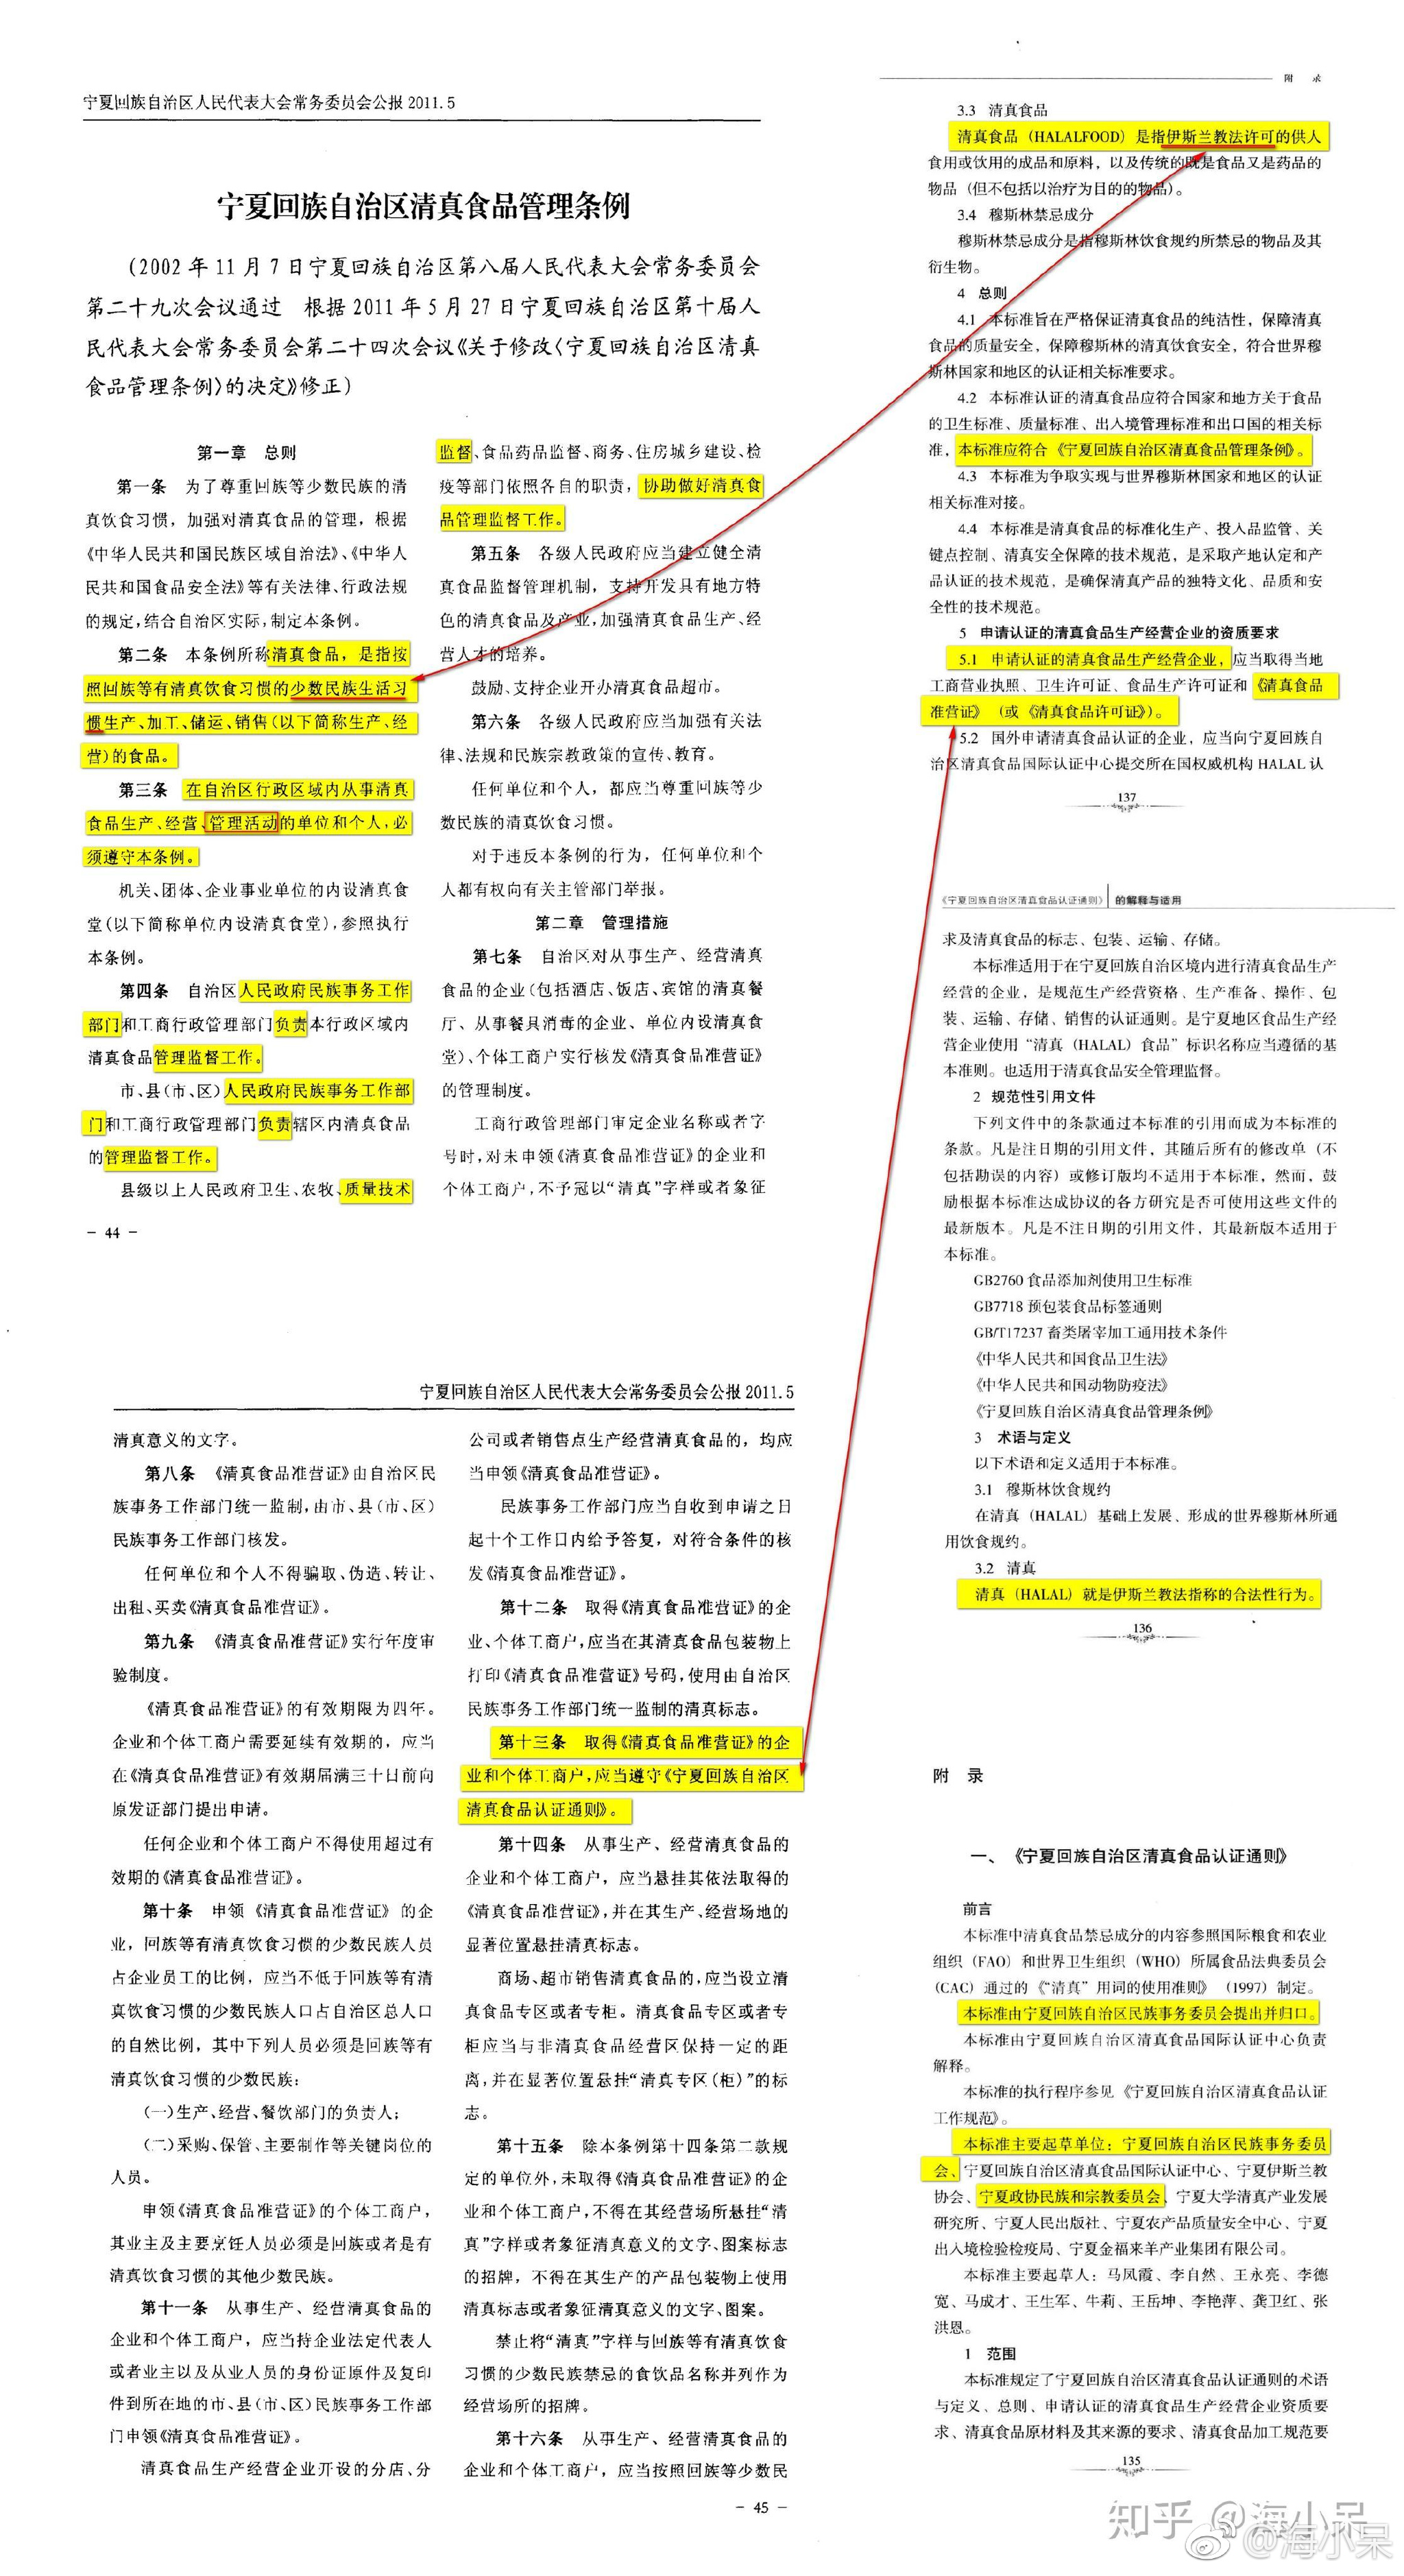 宁夏回族自治区人民代表大会常务委员会公报2011.5
宁夏回族自治区清真食品管理条例
(2002年11月7日宁夏回族自治区第八届人民代表大会常务委员会
第二十九次会议通过 根据2011年5月27日宁夏回族自治区第十届人
民代表大会常务委员会第二十四次会议《关于修改〈宁夏回族自治区清真
食品管理条例〉的决定》修正)
第一章 总则
第一条 为了尊重回族等少数民族的清
真饮食习惯，加强对清真食品的管理，根据
《中华人民共和国民族区域自治法》、《中华人
民共和国食品安全法》等有关法律、行政法规
的规定,结合自治区实际,制定本条例。
第二条 本条例所称清真食品，是指按
照回族等有清真饮食习惯的少数民族生活习
惯生产、加工、储运、销售(以下简称生产、经
营)的食品。
第三条 在自治区行政区域内从事清真
食品生产、经营、管理活动的单位和个人,必
须遵守本条例。
机关、团体、企业事业单位的内设清真食
堂(以下简称单位内设清真食堂),参照执行
本条例。
第四条 自治区人民政府民族事务工作
部门和工商行政管理部门负责本行政区域内
清真食品管理监督工作。
市、县(市、区)人民政府民族事务工作部
门和工商行政管理部门负责辖区内清真食品
的管理监督工作。
县级以上人民政府卫生、农牧、质量技术
监督、食品药品监督、商务、住房城乡建设、检
疫等部门依照各自的职责，协助做好清真食
品管理监督工作。
第五条 各级人民政府应当建立健全清
真食品监督管理机制，支持开发具有地方特
色的清真食品及产业,加强清真食品生产、经
营人才的培养。
鼓励、支持企业开办清真食品超市。
第六条 各级人民政府应当加强有关法
律、法规和民族宗教政策的宣传、教育。
任何单位和个人，都应当尊重回族等少
数民族的清真饮食习惯。
对于违反本条例的行为，任何单位和个
人都有权向有关主管部门举报。
第二章 管理措施
第七条 自治区对从事生产、经营清真
食品的企业(包括酒店、饭店、宾馆的清真餐
厅、从事餐具消毒的企业、单位内设清真食
堂)、个体工商户实行核发《清真食品准营证》
的管理制度。
工商行政管理部门审定企业名称或者字
号时,对未申领《清真食品准营证》的企业和
个体工商户,不予冠以“清真”字样或者象征
- 44 -
宁夏回族自治区人民代表大会常务委员会公报2011.5
清真意义的文字。
第八条 《清真食品准营证》由自治区民
族事务工作部门统一监制,由市、县(市、区)
民族事务工作部门核发。
任何单位和个人不得骗取、伪造、转让、
出租、买卖《清真食品准营证》。
第九条 《清真食品准营证》实行年度审
验制度。
《清真食品准营证》的有效期限为四年。
企业和个体工商户需要延续有效期的，应当
在《清真食品准营证》有效期届满三十日前向
原发证部门提出申请。
任何企业和个体工商户不得使用超过有
效期的《清真食品准营证》。
第十条 申领《清真食品准营证》的企
业，回族等有清真饮食习惯的少数民族人员
占企业员工的比例，应当不低于回族等有清
真饮食习惯的少数民族人口占自治区总人口
的自然比例，其中下列人员必须是回族等有
清真饮食习惯的少数民族:
(一)生产、经营、餐饮部门的负责人;
(二)采购、保管、主要制作等关键岗位的
人员。
申领《清真食品准营证》的个体工商户，
其业主及主要烹饪人员必须是回族或者是有
清真饮食习惯的其他少数民族。
第十一条 从事生产、经营清真食品的
企业和个体工商户，应当持企业法定代表人
或者业主以及从业人员的身份证原件及复印
件到所在地的市、县(市、区)民族事务工作部
门申领《清真食品准营证》。
清真食品生产经营企业开设的分店、分
公司或者销售点生产经营清真食品的，均应
当申领《清真食品准营证》。
民族事务工作部门应当自收到申请之日
起十个工作日内给予答复，对符合条件的核
发《清真食品准营证》。
第十二条 取得《清真食品准营证》的企
业、个体工商户,应当在其清真食品包装物上
打印《清真食品准营证》号码,使用由自治区
民族事务工作部门统一监制的清真标志。
第十三条 取得《清真食品准营证》的企
业和个体工商户,应当遵守《宁夏回族自治区
清真食品认证通则》。
第十四条 从事生产、经营清真食品的
企业和个体工商户，应当悬挂其依法取得的
《清真食品准营证》,并在其生产、经营场地的
显著位置悬挂清真标志。
商场、超市销售清真食品的,应当设立清
真食品专区或者专柜。清真食品专区或者专
柜应当与非清真食品经营区保持一定的距
离,并在显著位置悬挂“清真专区(柜)”的标
志。
第十五条 除本条例第十四条第二款规
定的单位外,未取得《清真食品准营证》的企
业和个体工商户,不得在其经营场所悬挂“清
真”字样或者象征清真意义的文字、图案标志
的招牌，不得在其生产的产品包装物上使用
清真标志或者象征清真意义的文字、图案。
禁止将“清真”字样与回族等有清真饮食
习惯的少数民族禁忌的食饮品名称并列作为
经营场所的招牌。
第十六条 从事生产、经营清真食品的
企业和个体工商户，应当按照回族等少数民
- 45 -
附 录
3.3 清真食品
清真食品（HALALFOOD）是指伊斯兰教法许可的供人
食用或饮用的成品和原料，以及传统的既是食品又是药品的
物品（但不包括以治疗为目的的物品）。
3.4 穆斯林禁忌成分
穆斯林禁忌成分是指穆斯林饮食规约所禁忌的物品及其
衍生物。
4 总则
4.1 本标准旨在严格保证清真食品的纯洁性，保障清真
食品的质量安全，保障穆斯林的清真饮食安全，符合世界穆
斯林国家和地区的认证相关标准要求。
4.2 本标准认证的清真食品应符合国家和地方关于食品
的卫生标准、质量标准、出入境管理标准和出口国的相关标
准，本标准应符合《宁夏回族自治区清真食品管理条例》。
4.3 本标准为争取实现与世界穆斯林国家和地区的认证
相关标准对接。
4.4 本标准是清真食品的标准化生产、投入品监管、关
键点控制、清真安全保障的技术规范，是采取产地认定和产
品认证的技术规范，是确保清真产品的独特文化、品质和安
全性的技术规范。
5 申请认证的清真食品生产经营企业的资质要求
5.1 申请认证的清真食品生产经营企业，应当取得当地
工商营业执照、卫生许可证、食品生产许可证和《清真食品
准营证》（或《清真食品许可证》）。
5.2 国外申请清真食品认证的企业，应当向宁夏回族自
治区清真食品国际认证中心提交所在国权威机构HALAL认
137
《宁夏回族自治区清真食品认证通则》 的解释与适用
求及清真食品的标志、包装、运输、存储。
本标准适用于在宁夏回族自治区境内进行清真食品生产
经营的企业，是规范生产经营资格、生产准备、操作、包
装、运输、存储、销售的认证通则。是宁夏地区食品生产经
营企业使用“清真（HALAL）食品”标识名称应当遵循的基
本准则。也适用于清真食品安全管理监督。
2 规范性引用文件
下列文件中的条款通过本标准的引用而成为本标准的
条款。凡是注日期的引用文件，其随后所有的修改单（不
包括勘误的内容）或修订版均不适用于本标准，然而，鼓
励根据本标准达成协议的各方研究是否可使用这些文件的
最新版本。凡是不注日期的引用文件，其最新版本适用于
本标准。
GB2760 食品添加剂使用卫生标准
GB7718 预包装食品标签通则
GB/T17237 畜类屠宰加工通用技术条件
《中华人民共和国食品卫生法》
《中华人民共和国动物防疫法》
《宁夏回族自治区清真食品管理条例》
3 术语与定义
以下术语和定义适用于本标准。
3.1 穆斯林饮食规约
在清真（HALAL）基础上发展、形成的世界穆斯林所通
用饮食规约。
3.2 清真
清真（HALAL）就是伊斯兰教法指称的合法性行为。
136
附 录
一、《宁夏回族自治区清真食品认证通则》
前言
本标准中清真食品禁忌成分的内容参照国际粮食和农业
组织（FAO）和世界卫生组织（WHO）所属食品法典委员会
(CAC）通过的《“清真”用词的使用准则》（1997）制定。
本标准由宁夏回族自治区民族事务委员会提出并归口。
本标准由宁夏回族自治区清真食品国际认证中心负责
解释。
本标准的执行程序参见《宁夏回族自治区清真食品认证
工作规范》。
本标准主要起草单位：宁夏回族自治区民族事务委员
会、宁夏回族自治区清真食品国际认证中心、宁夏伊斯兰教
协会、宁夏政协民族和宗教委员会、宁夏大学清真产业发展
研究所、宁夏人民出版社、宁夏农产品质量安全中心、宁夏
出入境检验检疫局、宁夏金福来羊产业集团有限公司。
本标准主要起草人：马凤霞、李自然、王永亮、李德
宽、马成才、王生军、牛莉、王岳坤、李艳萍、龚卫红、张
洪恩。
1 范围
本标准规定了宁夏回族自治区清真食品认证通则的术语
与定义、总则、申请认证的清真食品生产经营企业资质要
求、清真食品原材料及其来源的要求、清真食品加工规范要
135
知乎 @海小呆
@海小呆